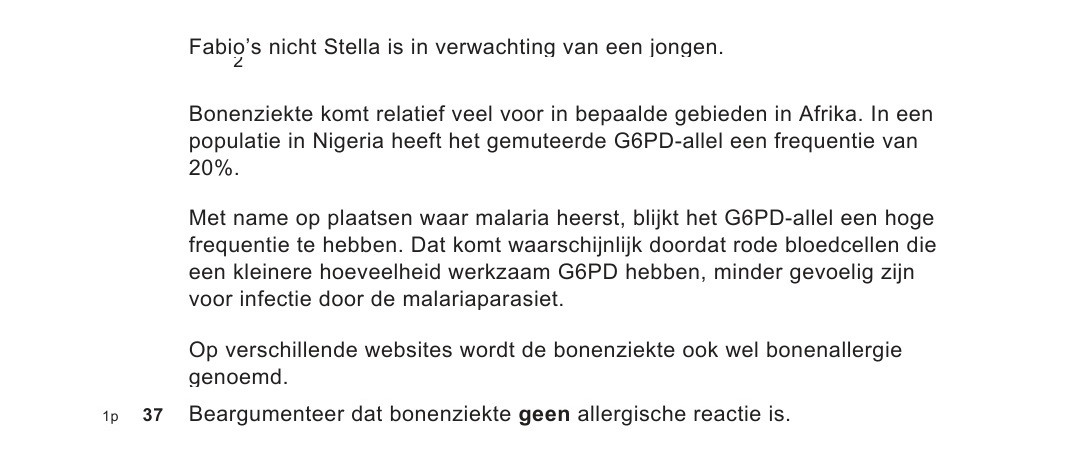 Fabio's nicht Stella is in verwachting van een jongen.
2
Bonenziekte komt relatief veel voor in bepaalde gebieden in Afrika. In een
populatie in Nigeria heeft het gemuteerde G6PD-allel een frequentie van
20%.
Met name op plaatsen waar malaria heerst, blijkt het G6PD-allel een hoge
frequentie te hebben. Dat komt waarschijnlijk doordat rode bloedcellen die
een kleinere hoeveelheid werkzaam G6PD hebben, minder gevoelig zijn
voor infectie door de malariaparasiet.
Op verschillende websites wordt de bonenziekte ook wel bonenallergie
genoemd.
1p 37 Beargumenteer dat bonenziekte geen allergische reactie is.